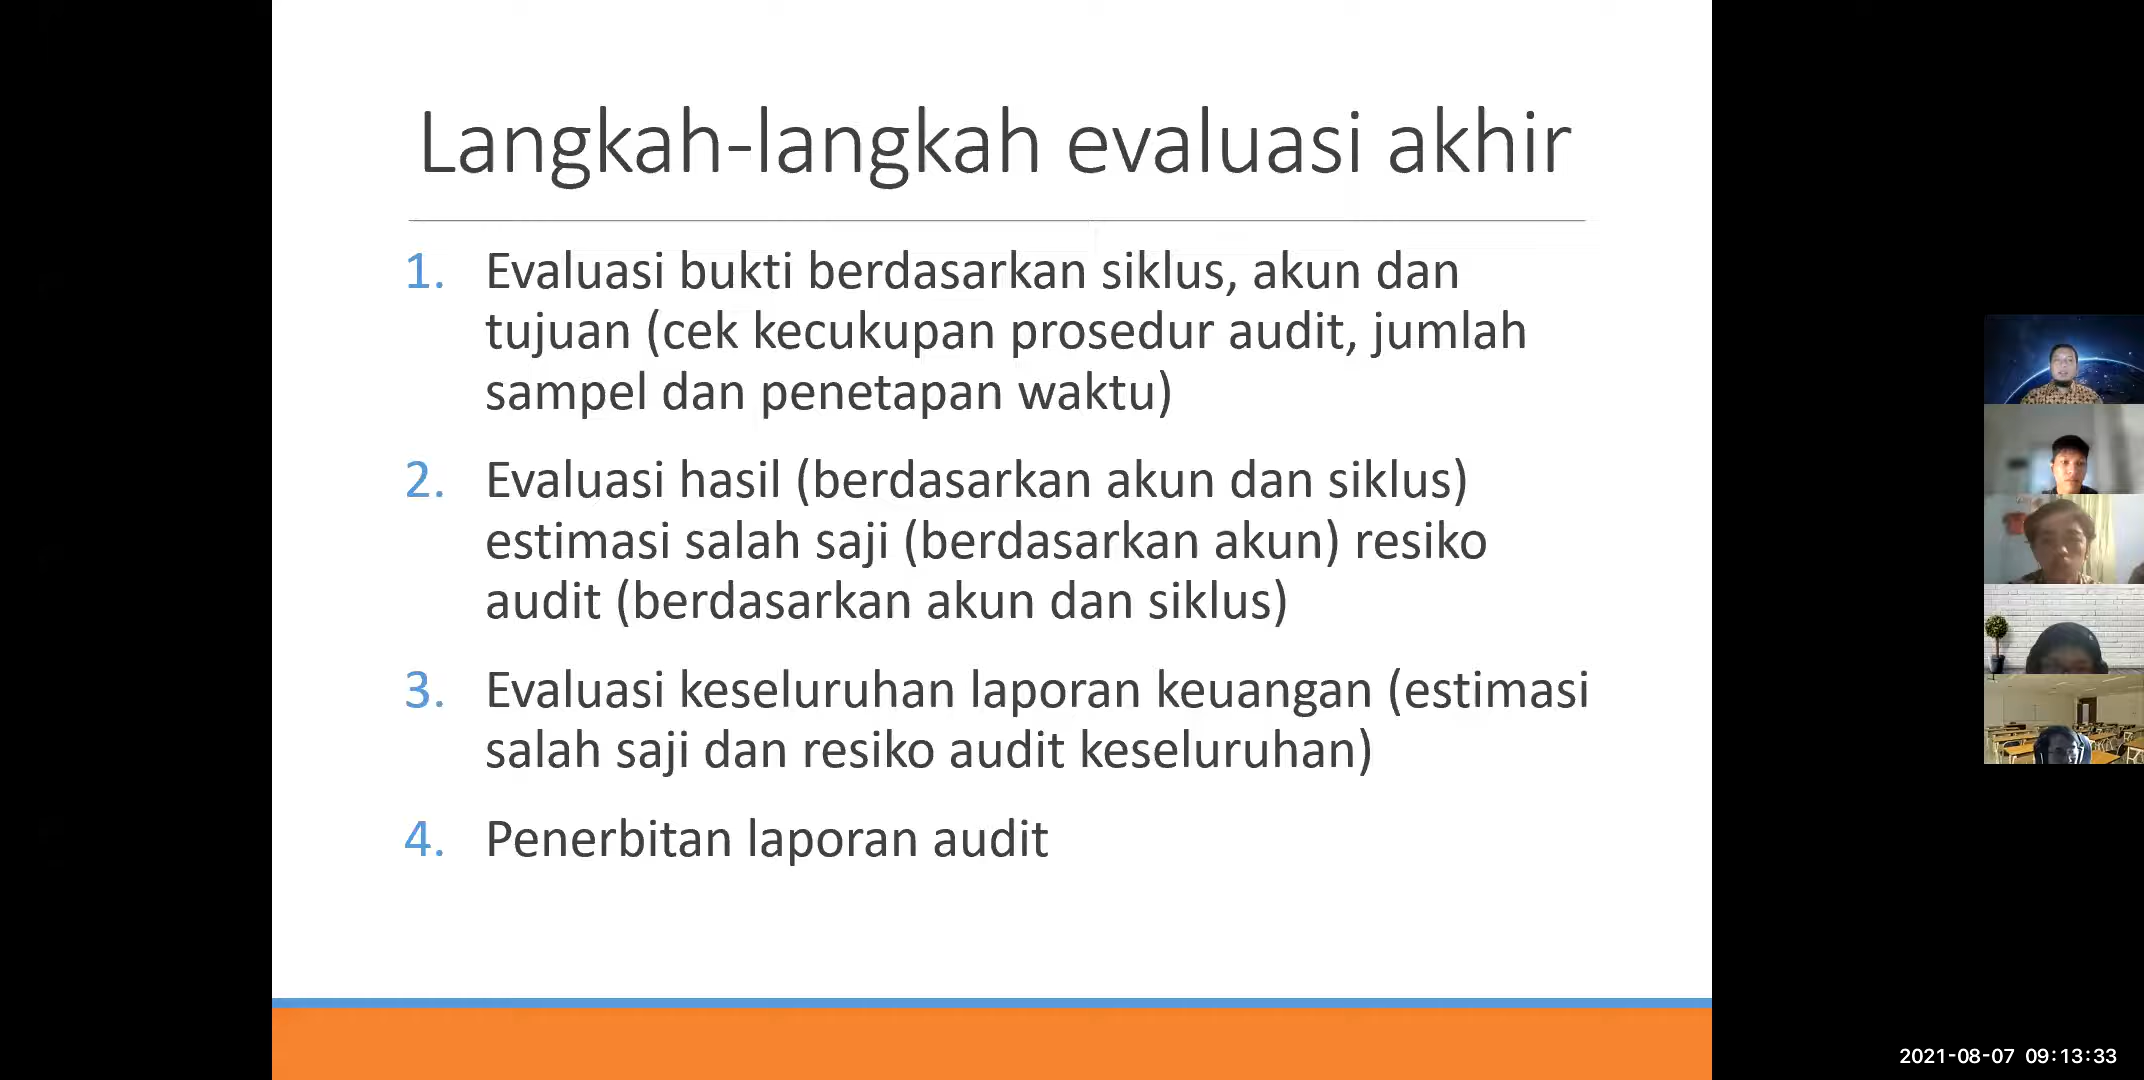 Langkah-langkah evaluasi akhir
1. Evaluasi bukti berdasarkan siklus, akun dan
tujuan (cek kecukupan prosedur audit, jumlah
sampel dan penetapan waktu)
2. Evaluasi hasil (berdasarkan akun dan siklus)
estimasi salah saji (berdasarkan akun) resiko
audit (berdasarkan akun dan siklus)
3. Evaluasi keseluruhan laporan keuangan (estimasi
salah saji dan resiko audit keseluruhan)
4. Penerbitan laporan audit
2021-08-07 09:13:33